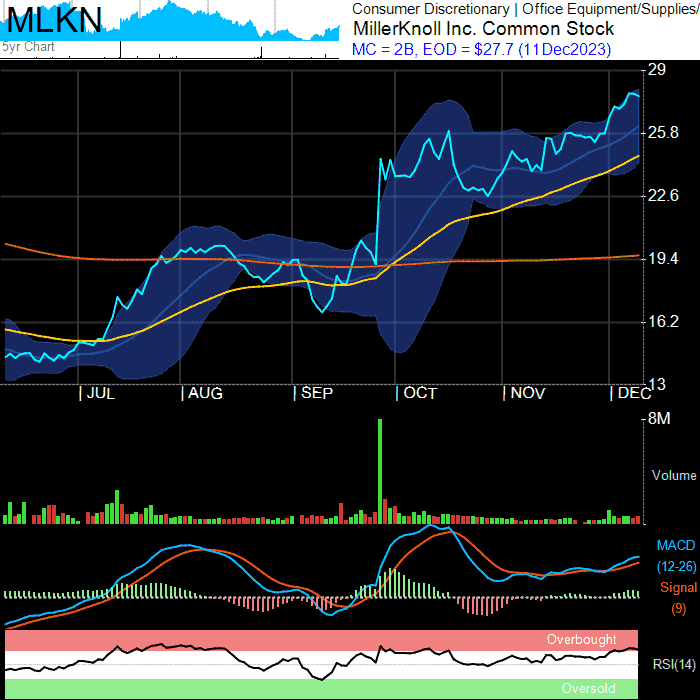 MLKN
5yr Chart
Consumer Discretionary | Office Equipment/Supplies/
MillerKnoll Inc. Common Stock
MC = 2B, EOD = $27.7 (11Dec2023)
29
25.8
22.6
19.4
16.2
13
JUL AUG SEP OCT NOV DEC
8M
Volume
MACD
(12-26)
Signal
(9)
Overbought
RSI(14)
Oversold